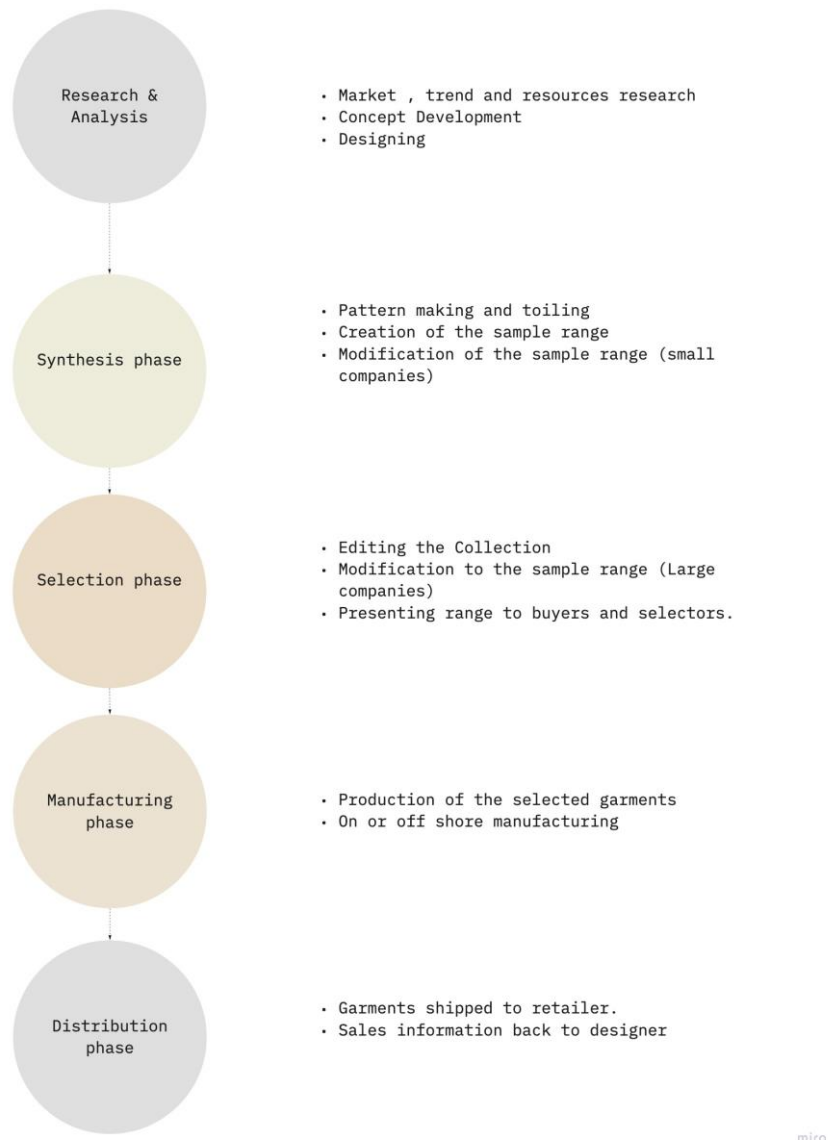 Research &
Analysis
• Market , trend and resources research
• Concept Development
• Designing
Synthesis phase
• Pattern making and toiling
• Creation of the sample range
• Modification of the sample range (small
companies)
Selection phase
• Editing the Collection
• Modification to the sample range (Large
companies)
• Presenting range to buyers and selectors.
Manufacturing
phase
• Production of the selected garments
• On or off shore manufacturing
Distribution
phase
• Garments shipped to retailer.
• Sales information back to designer
miro